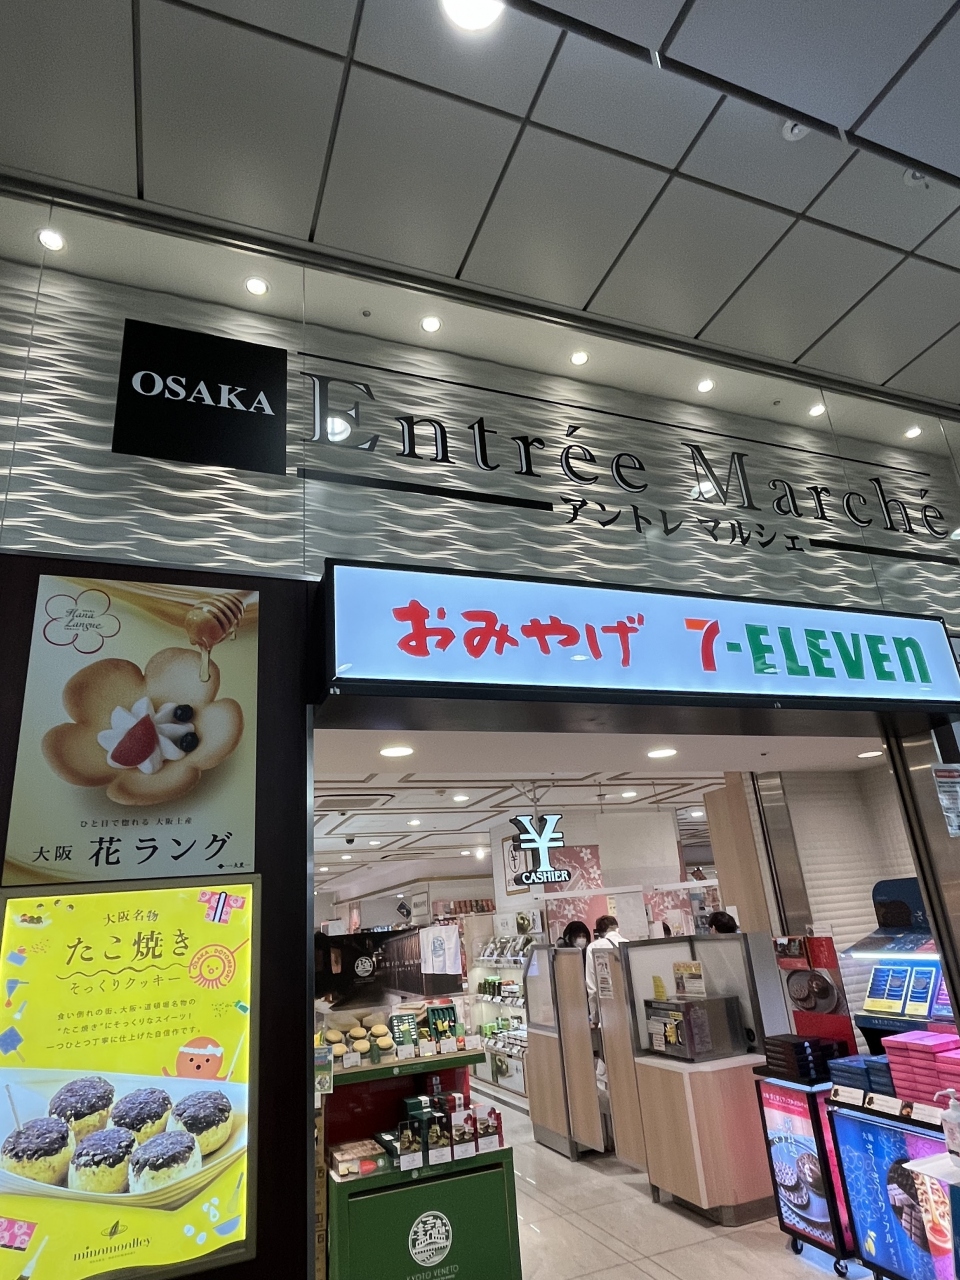 OSAKA
Entrée Marché
アントレ マルシェ
おみやげ 7-ELEVEN
Hana
Langue
ひと目で惚れる 大阪土産
大阪 花ラング
大阪名物
たこ焼き
そっくりクッキー
食い倒れの街、大阪・道頓堀名物の
"たこ焼き"にそっくりなスイーツ!
一つひとつ丁寧に仕上げた自信作です。
OSAKA DOTONBORI
minamoalley
¥
CASHIER
KYOTO VENETO